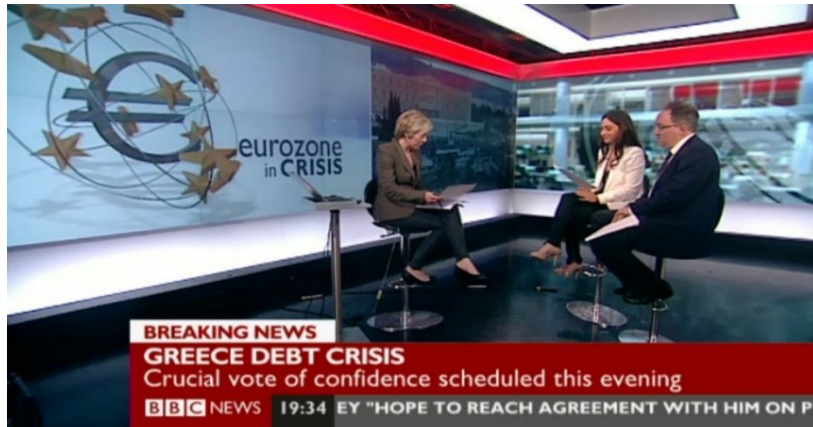 eurozone
in CRISIS
BREAKING NEWS
GREECE DEBT CRISIS
Crucial vote of confidence scheduled this evening
BBC NEWS 19:34 EY "HOPE TO REACH AGREEMENT WITH HIM ON P